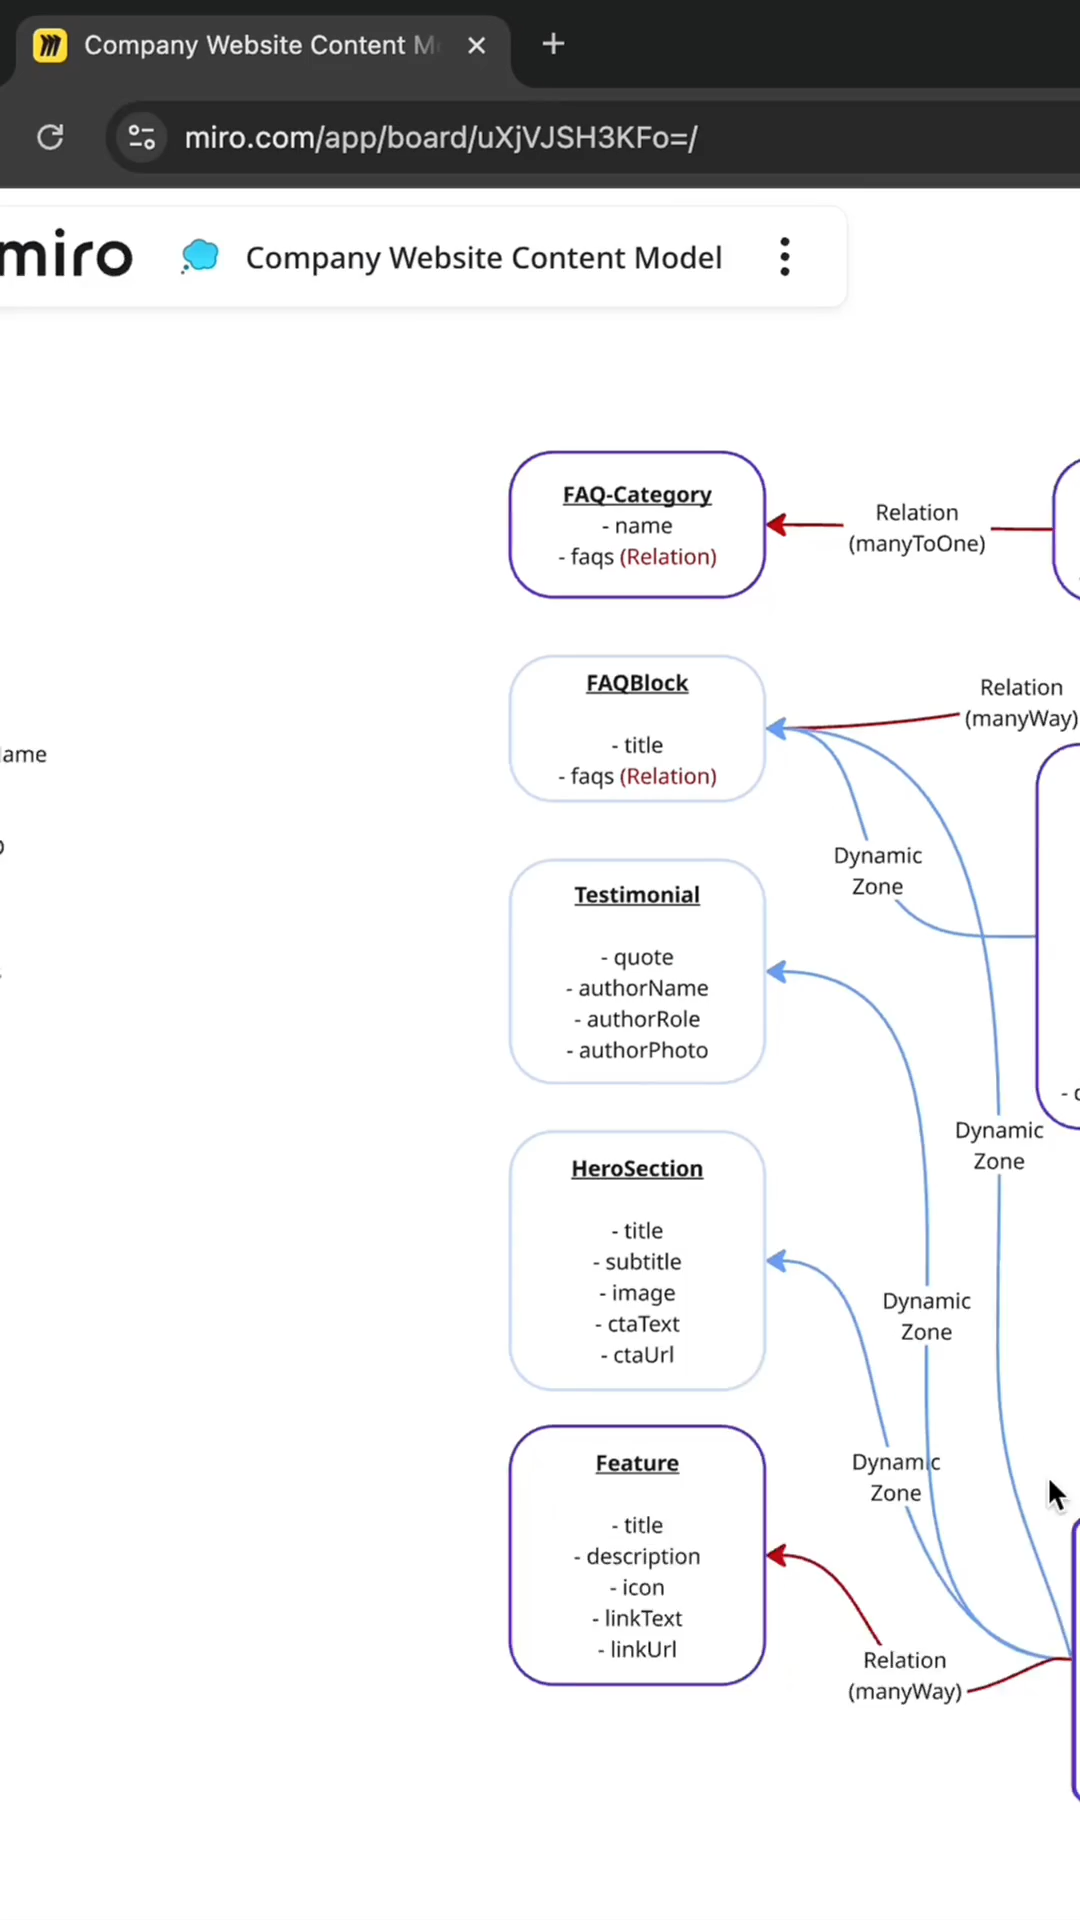 Company Website Content M
miro.com/app/board/uXjVJSH3KFo=/
miro
Company Website Content Model
FAQ-Category
- name
- faqs (Relation)
Relation
(manyToOne)
FAQBlock
- title
- faqs (Relation)
Relation
(manyWay)
Dynamic
Zone
Testimonial
- quote
- authorName
- authorRole
- authorPhoto
Dynamic
Zone
HeroSection
- title
- subtitle
- image
- ctaText
- ctaUrl
Dynamic
Zone
Dynamic
Zone
Feature
- title
- description
- icon
- linkText
- linkUrl
Relation
(manyWay)